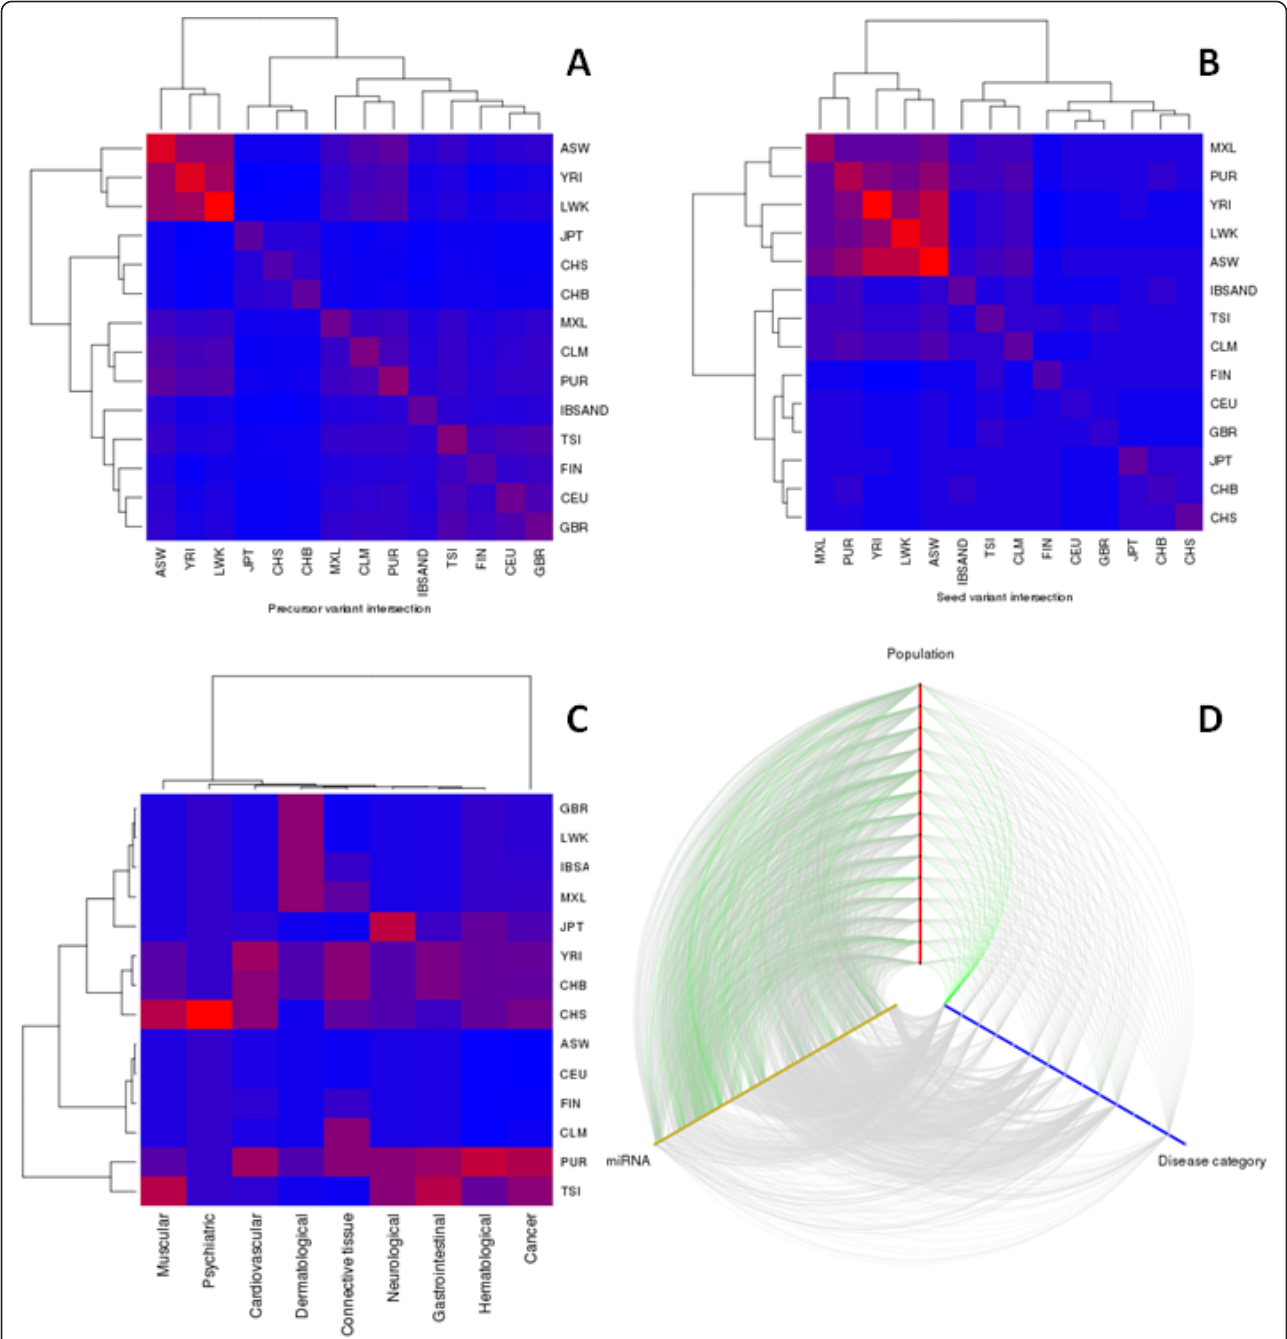 A
ASW
YRI
LWK
JPT
CHS
CHB
MXL
CLM
PUR
IBSAND
TSI
FIN
CEU
GBR
ASW YRI LWK JPT CHS CHB MXL CLM PUR IBSAND TSI FIN CEU GBR
Precursor variant intersection
B
MXL
PUR
YRI
LWK
ASW
IBSAND
TSI
CLM
FIN
CEU
GBR
JPT
CHB
CHS
MXL PUR YRI LWK ASW IBSAND TSI CLM FIN CEU GBR JPT CHB CHS
Seed variant intersection
C
GBR
LWK
IBSA
MXL
JPT
YRI
CHB
CHS
ASW
CEU
FIN
CLM
PUR
TSI
Muscular Psychiatric Cardiovascular Dermatological Connective tissue Neurological Gastrointestinal Hematological Cancer
Population
D
miRNA
Disease category